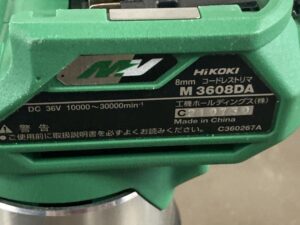 MV
HiKOKI
8mm コードレストリマ
M 3608DA
DC 36V 10000～30000min⁻¹
工機ホールディングス(株)
Made in China
警告
●ご使用前に取扱説明書を必ずよくお読みください。
C360267A